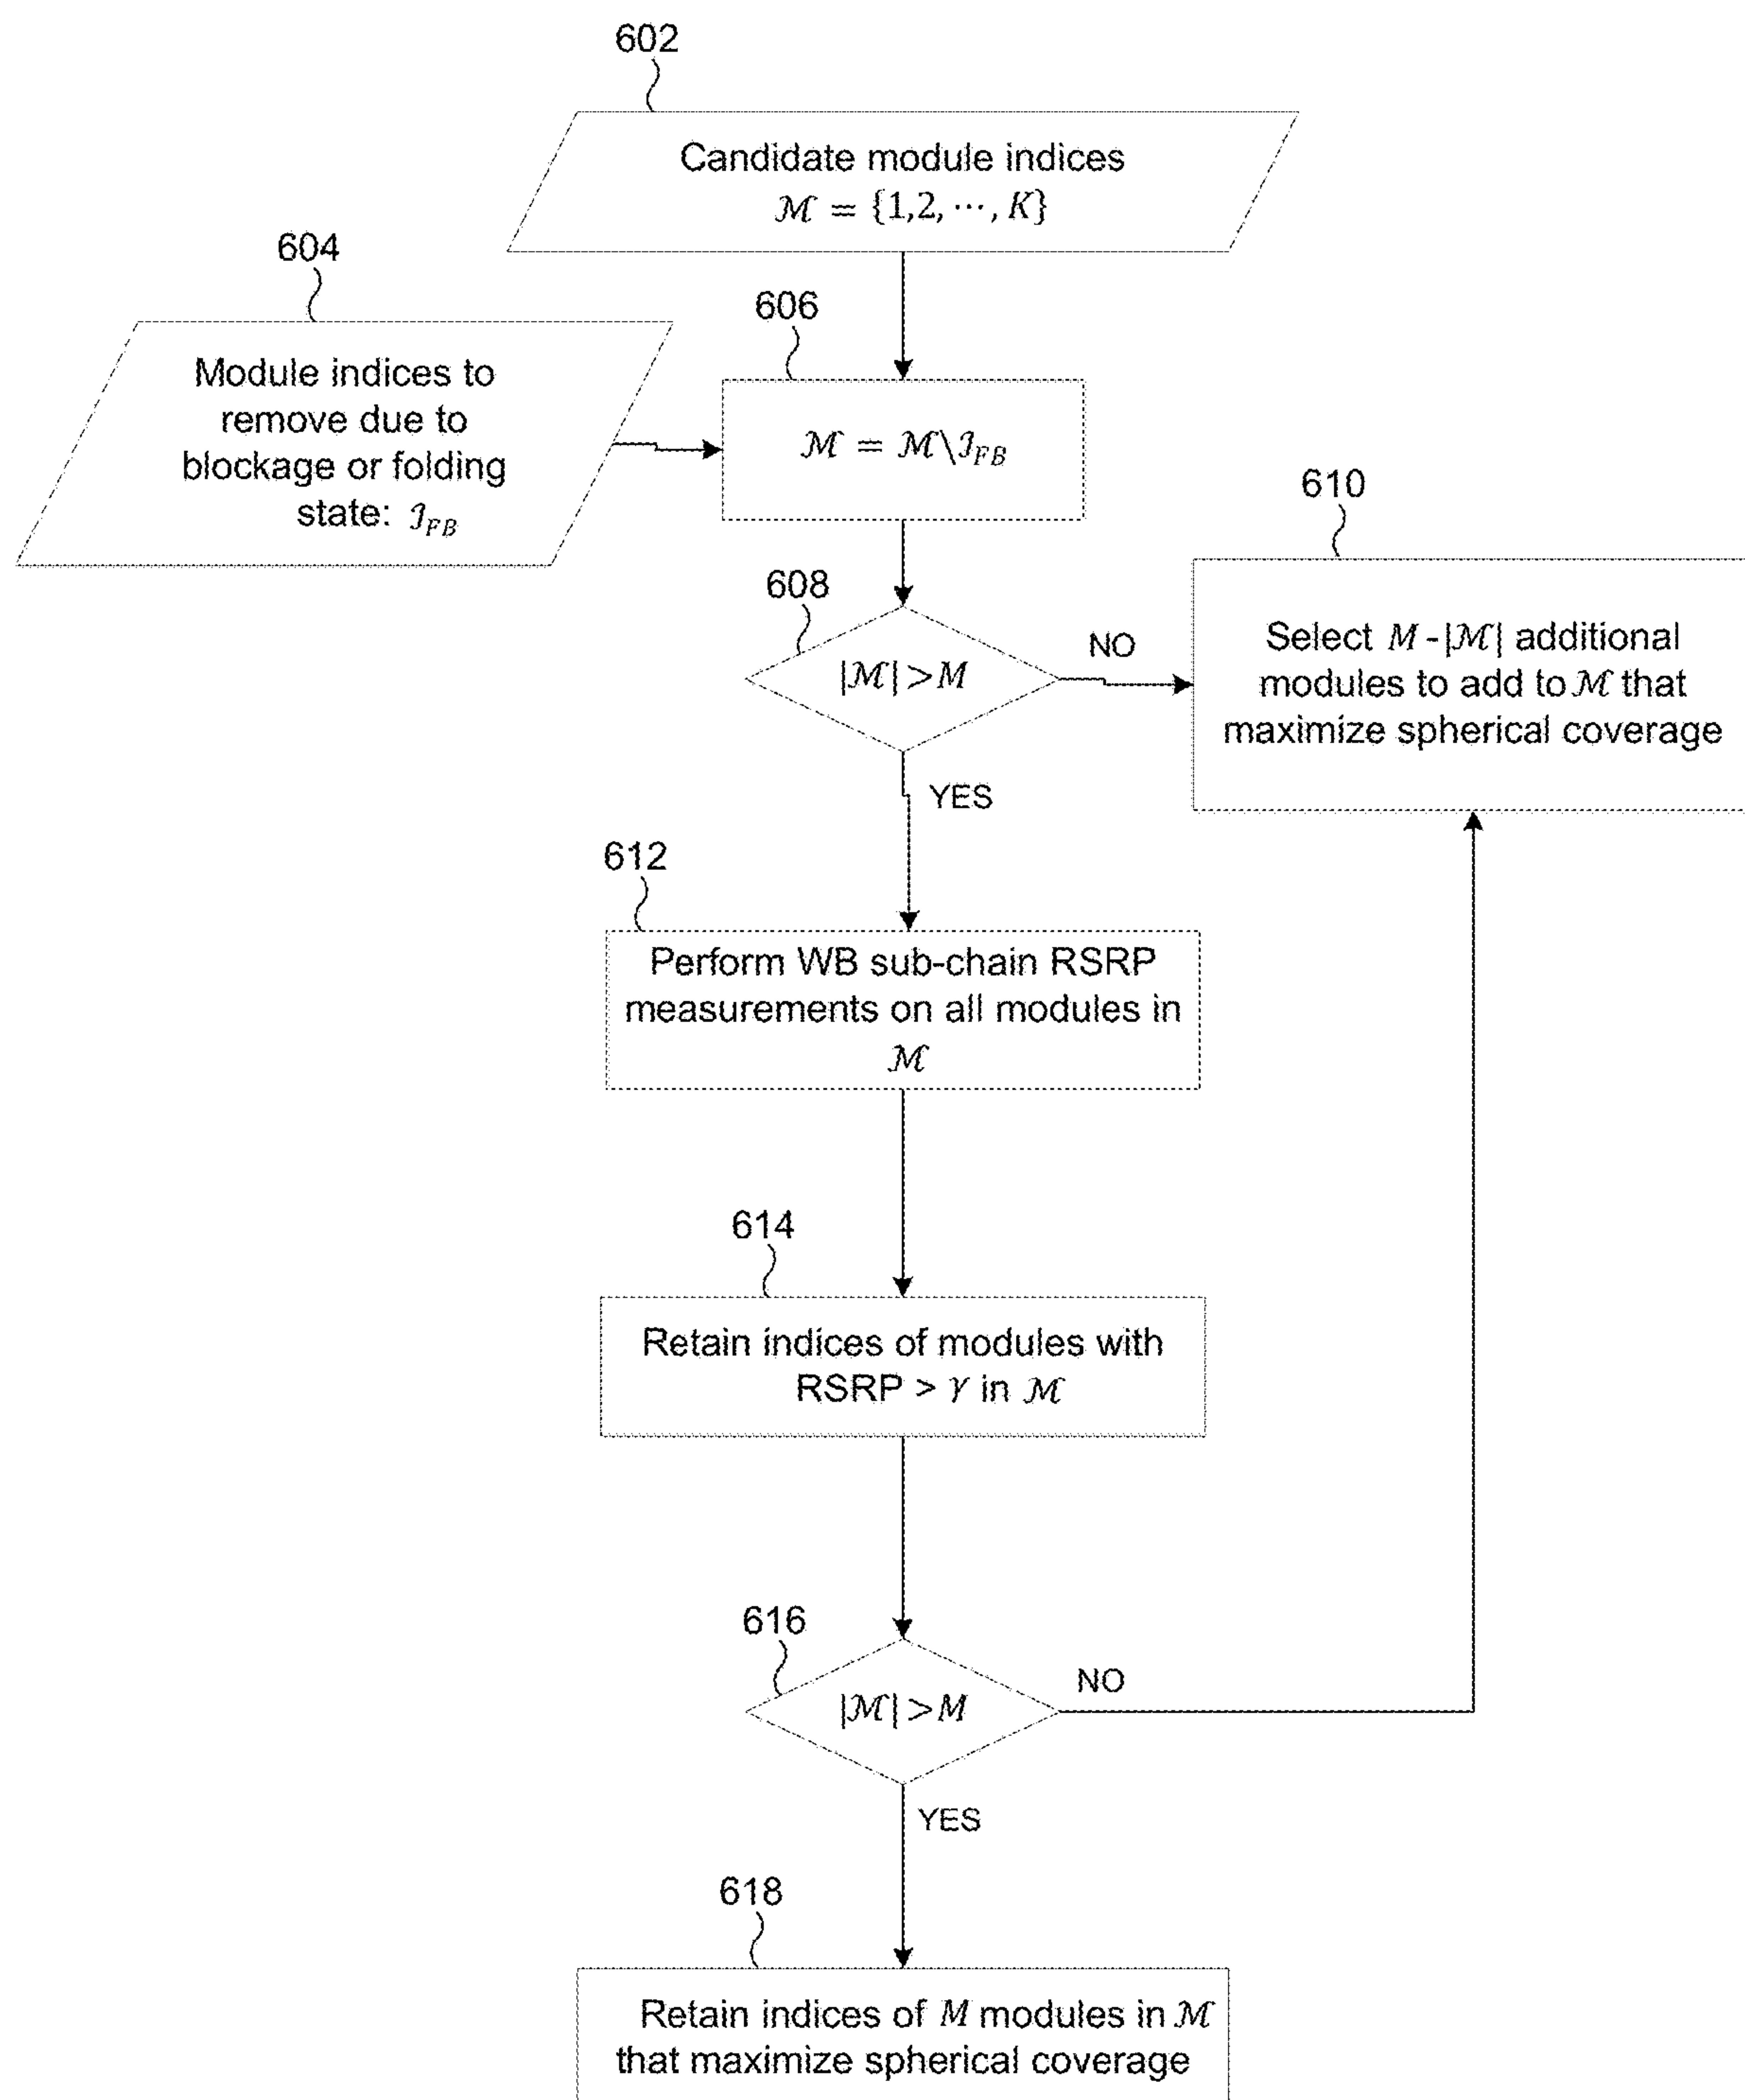 602
Candidate module indices
ℳ = {1,2, ⋯, K}
604
Module indices to
remove due to
blockage or folding
state: ℐ_FB
606
ℳ = ℳ\ℐ_FB
608
|ℳ| > M
NO
YES
610
Select M - |ℳ| additional
modules to add to ℳ that
maximize spherical coverage
612
Perform WB sub-chain RSRP
measurements on all modules in
ℳ
614
Retain indices of modules with
RSRP > γ in ℳ
616
|ℳ| > M
NO
YES
618
Retain indices of M modules in ℳ
that maximize spherical coverage